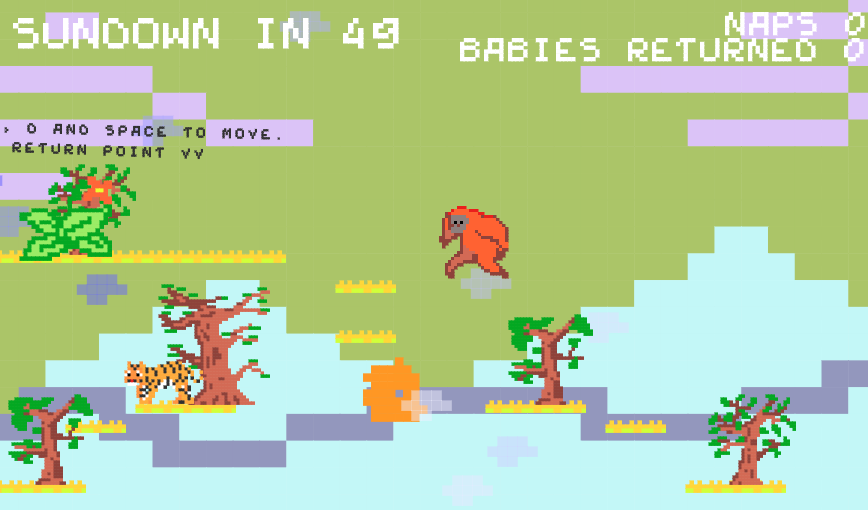 SUNDOWN IN 49
NAPS 0
BABIES RETURNED 0
> O AND SPACE TO MOVE.
RETURN POINT VV